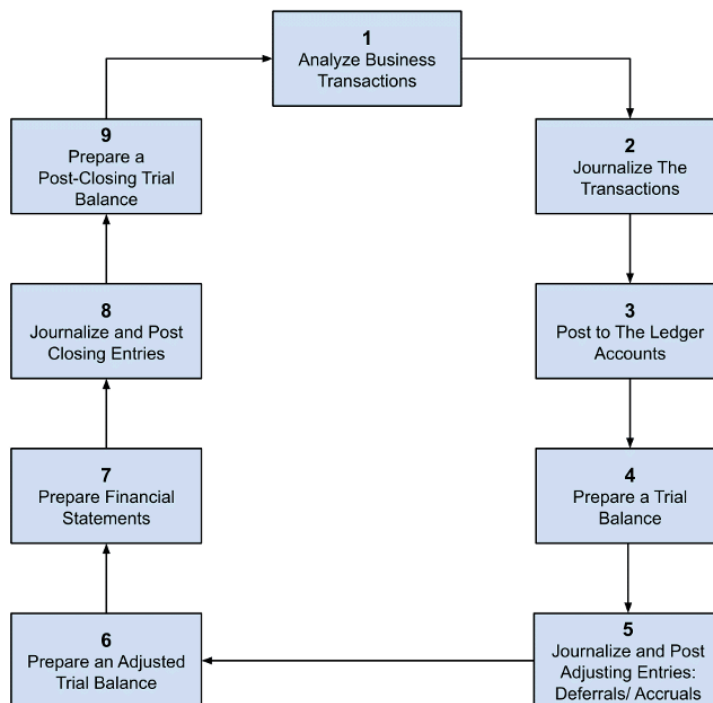 1
Analyze Business
Transactions
2
Journalize The
Transactions
3
Post to The Ledger
Accounts
4
Prepare a Trial
Balance
5
Journalize and Post
Adjusting Entries:
Deferrals/ Accruals
6
Prepare an Adjusted
Trial Balance
7
Prepare Financial
Statements
8
Journalize and Post
Closing Entries
9
Prepare a
Post-Closing Trial
Balance